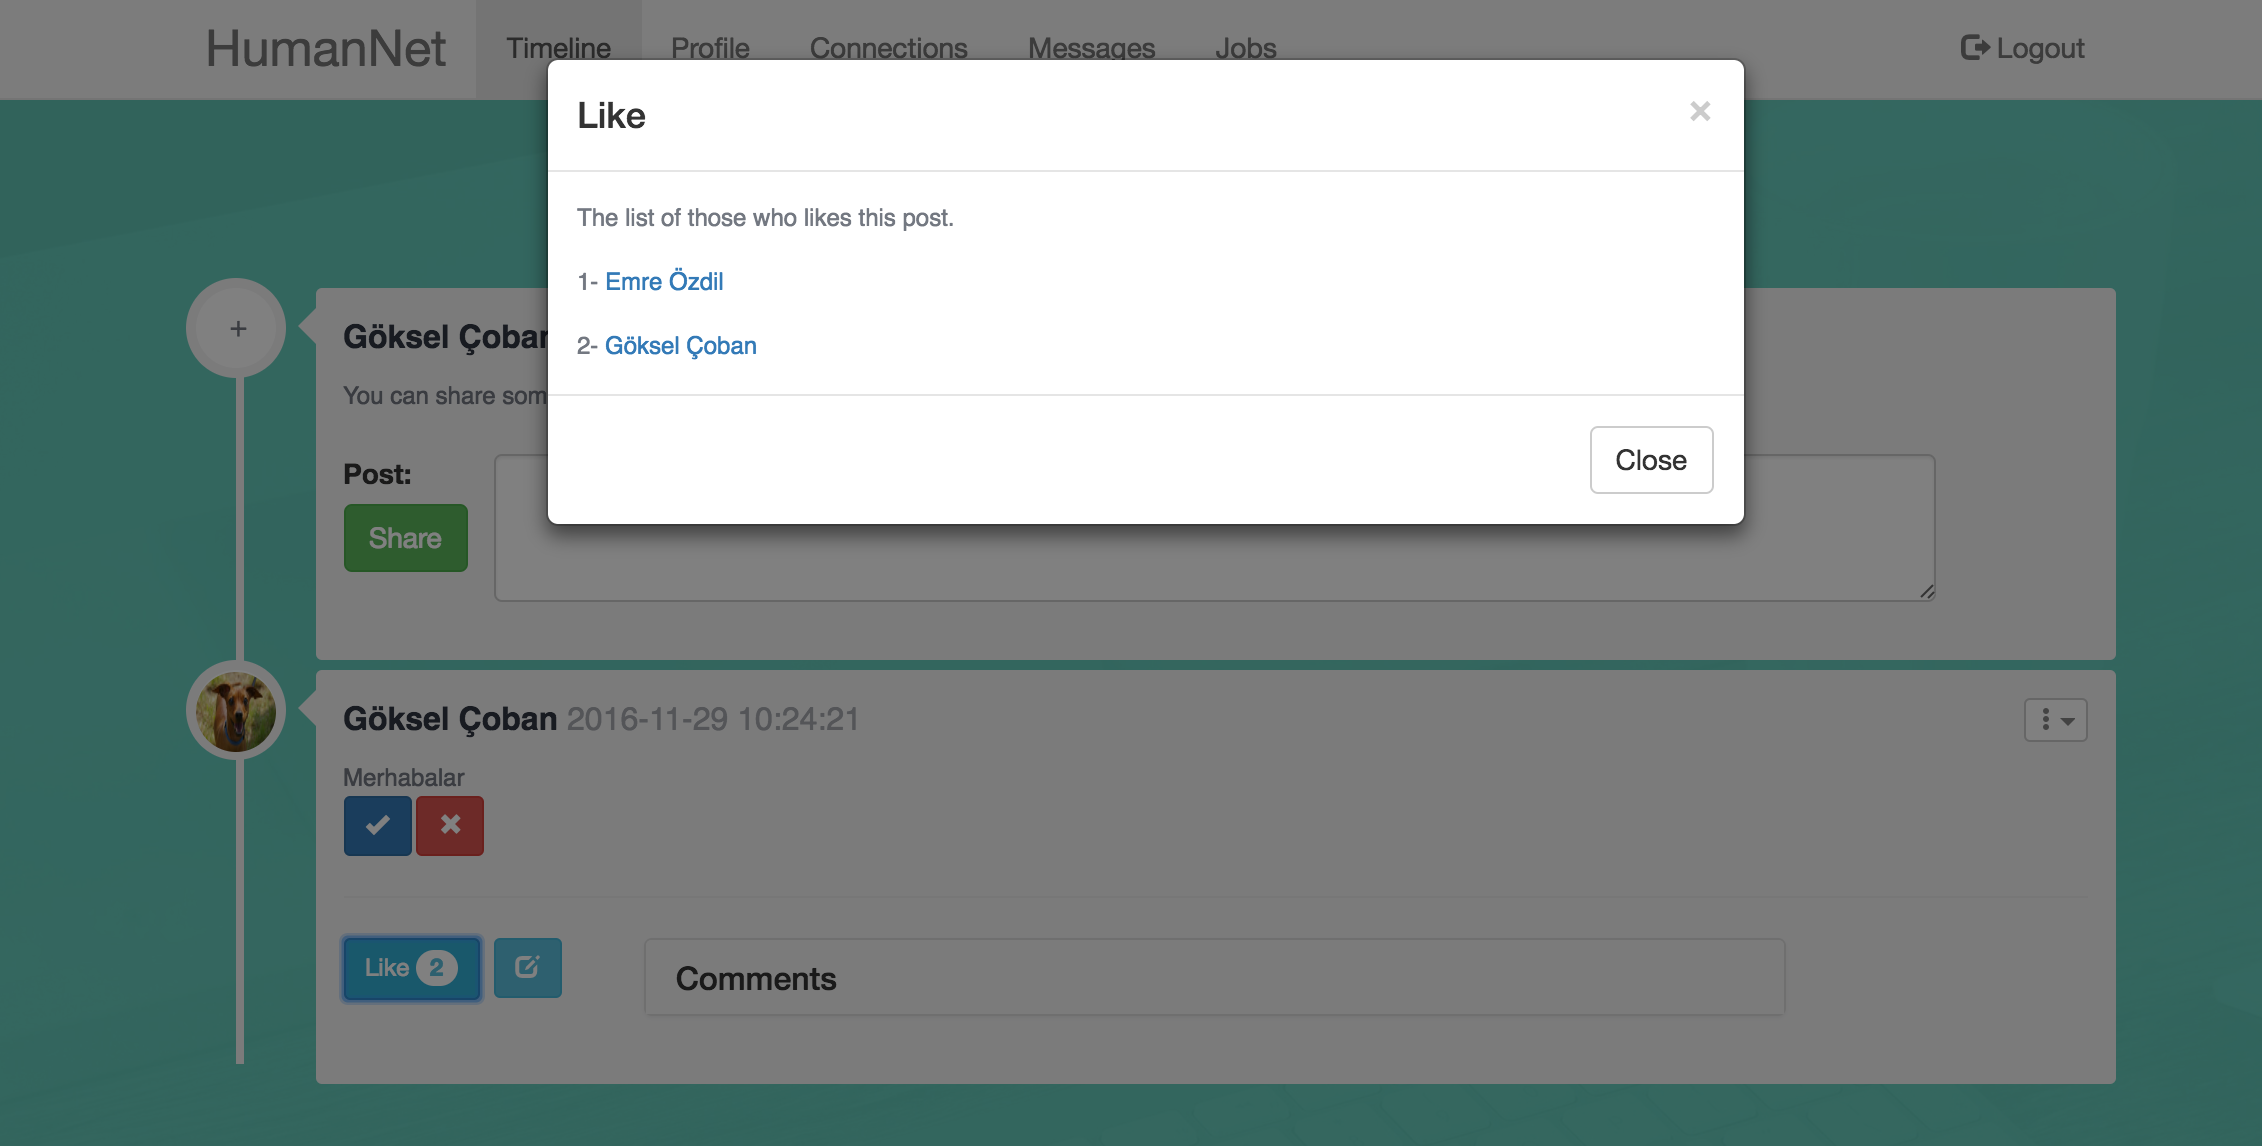 HumanNet Timeline Profile Connections Messages Jobs Logout
Like ×
The list of those who likes this post.
1- Emre Özdil
2- Göksel Çoban
Close
Göksel Çoban
You can share som
Post:
Share
Göksel Çoban 2016-11-29 10:24:21
Merhabalar
Like 2
Comments